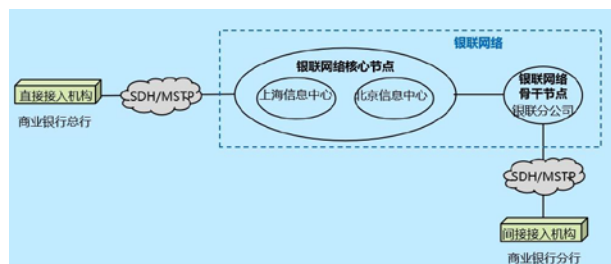 银联网络
银联网络核心节点
上海信息中心
北京信息中心
银联网络
骨干节点
银联分公司
直接接入机构
SDH/MSTP
商业银行总行
SDH/MSTP
间接接入机构
商业银行分行